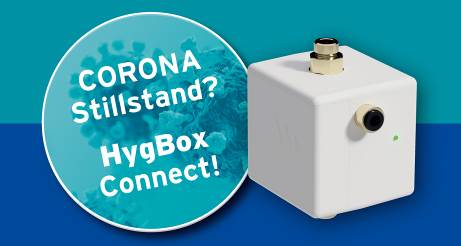 CORONA
Stillstand?
HygBox
Connect!